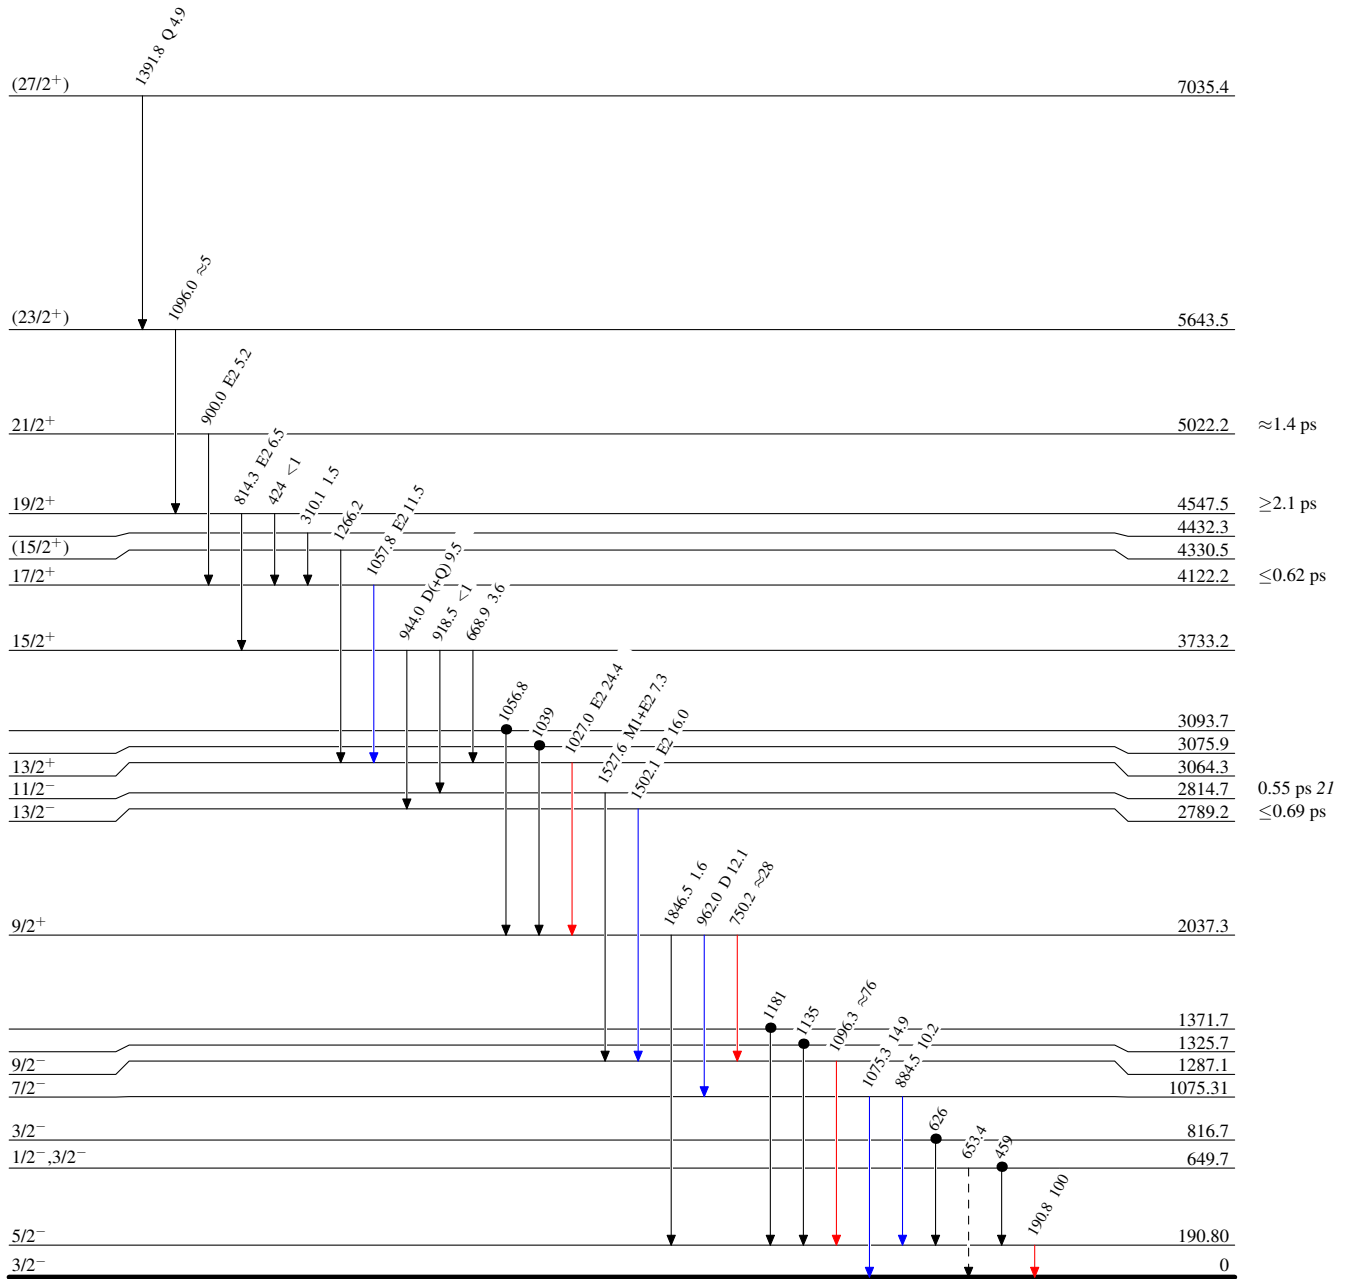 1391.8 Q 4.9
(27/2⁺) 7035.4
1096.0 ≈5
(23/2⁺) 5643.5
900.0 E2 5.2
21/2⁺ 5022.2 ≈1.4 ps
814.3 E2 6.5
424 <1
310.1 1.5
1266.2
1057.8 E2 11.5
19/2⁺ 4547.5 ≥2.1 ps
4432.3
(15/2⁺) 4330.5
17/2⁺ 4122.2 ≤0.62 ps
944.0 D(+Q) 9.5
918.5 <1
668.9 3.6
15/2⁺ 3733.2
1056.8
1039
1027.0 E2 24.4
1527.6 M1+E2 7.3
1502.1 E2 16.0
3093.7
3075.9
13/2⁺ 3064.3
11/2⁻ 2814.7 0.55 ps 21
13/2⁻ 2789.2 ≤0.69 ps
1846.5 1.6
962.0 D 12.1
750.2 ≈28
9/2⁺ 2037.3
1181
1135
1096.3 ≈76
1075.3 14.9
884.5 10.2
1371.7
1325.7
9/2⁻ 1287.1
7/2⁻ 1075.31
626
653.4
459
3/2⁻ 816.7
1/2⁻,3/2⁻ 649.7
190.8 100
5/2⁻ 190.80
3/2⁻ 0